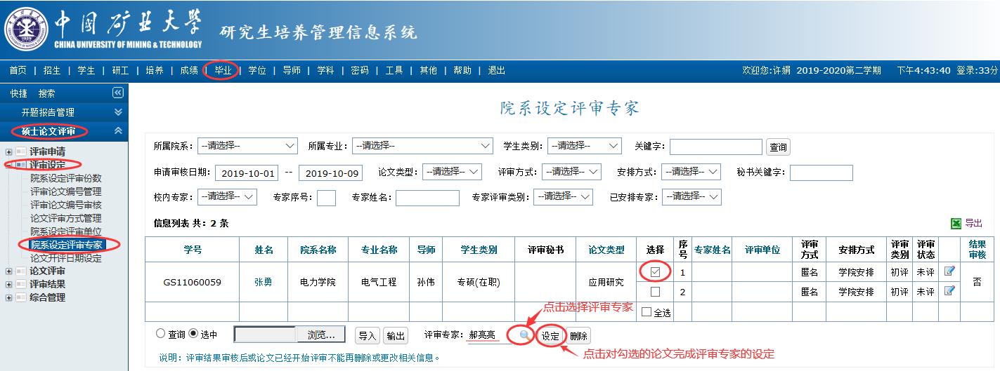 中国矿业大学
CHINA UNIVERSITY OF MINING & TECHNOLOGY
研究生培养管理信息系统
首页 | 招生 | 学生 | 研工 | 培养 | 成绩 | 毕业 | 学位 | 导师 | 学科 | 密码 | 工具 | 其他 | 帮助 | 退出
欢迎您:许娟 2019-2020第二学期 下午4:43:40 登录:33分
快捷 搜索
开题报告管理
硕士论文评审
评审申请
评审设定
院系设定评审份数
评审论文编号管理
评审论文编号审核
论文评审方式管理
院系设定评审单位
院系设定评审专家
论文开评日期设定
论文评审
评审结果
综合管理
院系设定评审专家
所属院系: --请选择-- 所属专业: --请选择-- 学生类别: --请选择-- 关键字: 查询
申请审核日期: 2019-10-01 -- 2019-10-09 论文类型: --请选择-- 评审方式: --请选择-- 安排方式: --请选择-- 秘书关键字:
校内专家: --请选择-- 专家序号: 专家姓名: 专家评审类别: --请选择-- 已安排专家: --请选择--
信息列表 共: 2 条 导出
学号 姓名 院系名称 专业名称 导师 学生类别 评审秘书 论文类型 选择 序号 专家姓名 评审单位 评审方式 安排方式 评审类别 评审状态 结果审核
GS11060059 张勇 电力学院 电气工程 孙伟 专硕(在职) 应用研究 1 匿名 学院安排 初评 未评 否
2 匿名 学院安排 初评 未评
全选
点击选择评审专家
查询 选中 浏览... 导入 输出 评审专家: 郝亮亮 设定 删除
点击对勾选的论文完成评审专家的设定
说明: 评审结果审核后或论文已经开始评审不能再删除或更改相关信息。